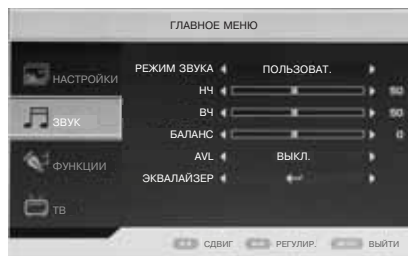 ГЛАВНОЕ МЕНЮ
НАСТРОЙКИ
ЗВУК
ФУНКЦИИ
ТВ
РЕЖИМ ЗВУКА ПОЛЬЗОВАТ.
НЧ 50
ВЧ 50
БАЛАНС 0
AVL ВЫКЛ.
ЭКВАЛАЙЗЕР
СДВИГ РЕГУЛИР. ВЫЙТИ